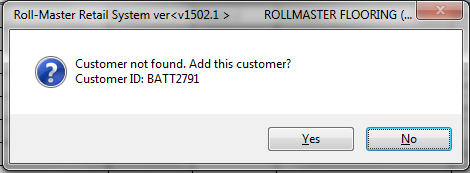 Roll-Master Retail System ver<v1502.1 > ROLLMASTER FLOORING (...
Customer not found. Add this customer?
Customer ID: BATT2791
Yes No